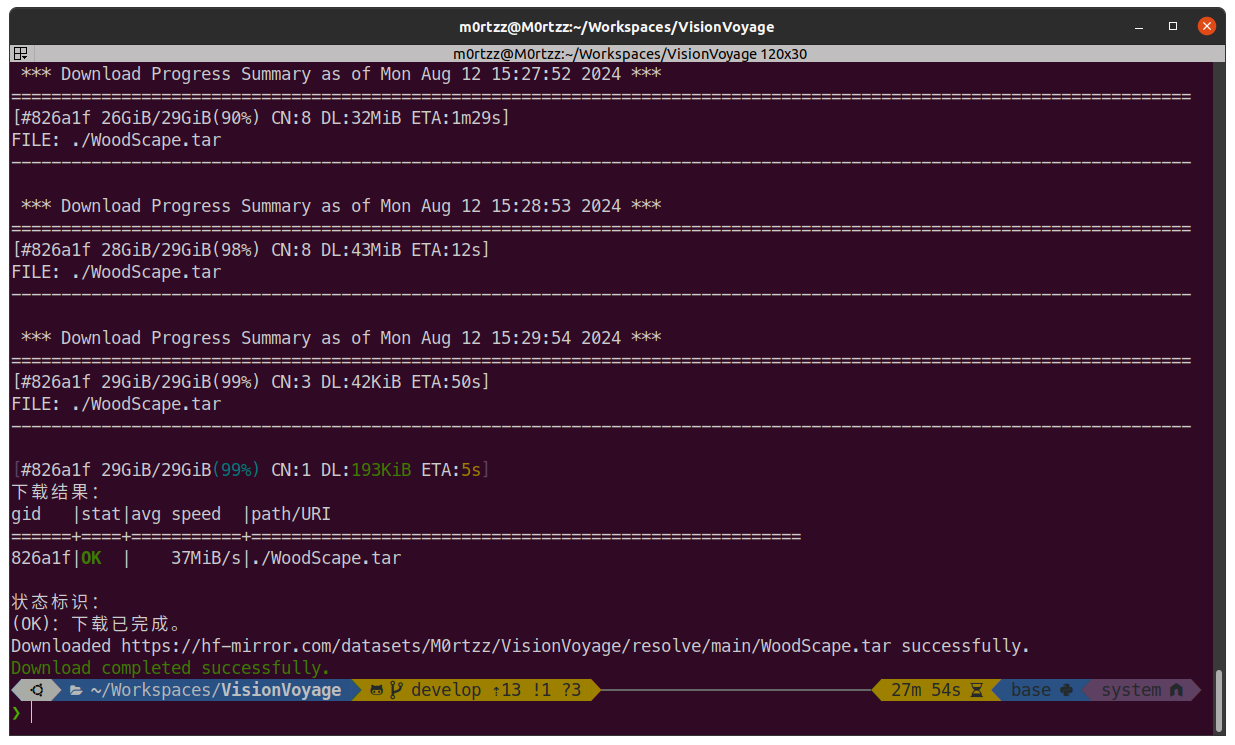 m0rtzz@M0rtzz:~/Workspaces/VisionVoyage
m0rtzz@M0rtzz:~/Workspaces/VisionVoyage 120x30
*** Download Progress Summary as of Mon Aug 12 15:27:52 2024 ***
======================================================================================================================
[#826a1f 26GiB/29GiB(90%) CN:8 DL:32MiB ETA:1m29s]
FILE: ./WoodScape.tar
----------------------------------------------------------------------------------------------------------------------
*** Download Progress Summary as of Mon Aug 12 15:28:53 2024 ***
======================================================================================================================
[#826a1f 28GiB/29GiB(98%) CN:8 DL:43MiB ETA:12s]
FILE: ./WoodScape.tar
----------------------------------------------------------------------------------------------------------------------
*** Download Progress Summary as of Mon Aug 12 15:29:54 2024 ***
======================================================================================================================
[#826a1f 29GiB/29GiB(99%) CN:3 DL:42KiB ETA:50s]
FILE: ./WoodScape.tar
----------------------------------------------------------------------------------------------------------------------
[#826a1f 29GiB/29GiB(99%) CN:1 DL:193KiB ETA:5s]
下载结果：
gid   |stat|avg speed  |path/URI
======+====+===========+=======================================================
826a1f|OK  |    37MiB/s|./WoodScape.tar
状态标识：
(OK)：下载已完成。
Downloaded https://hf-mirror.com/datasets/M0rtzz/VisionVoyage/resolve/main/WoodScape.tar successfully.
Download completed successfully.
~/Workspaces/VisionVoyage develop ⇡13 !1 ?3 27m 54s base system
❯